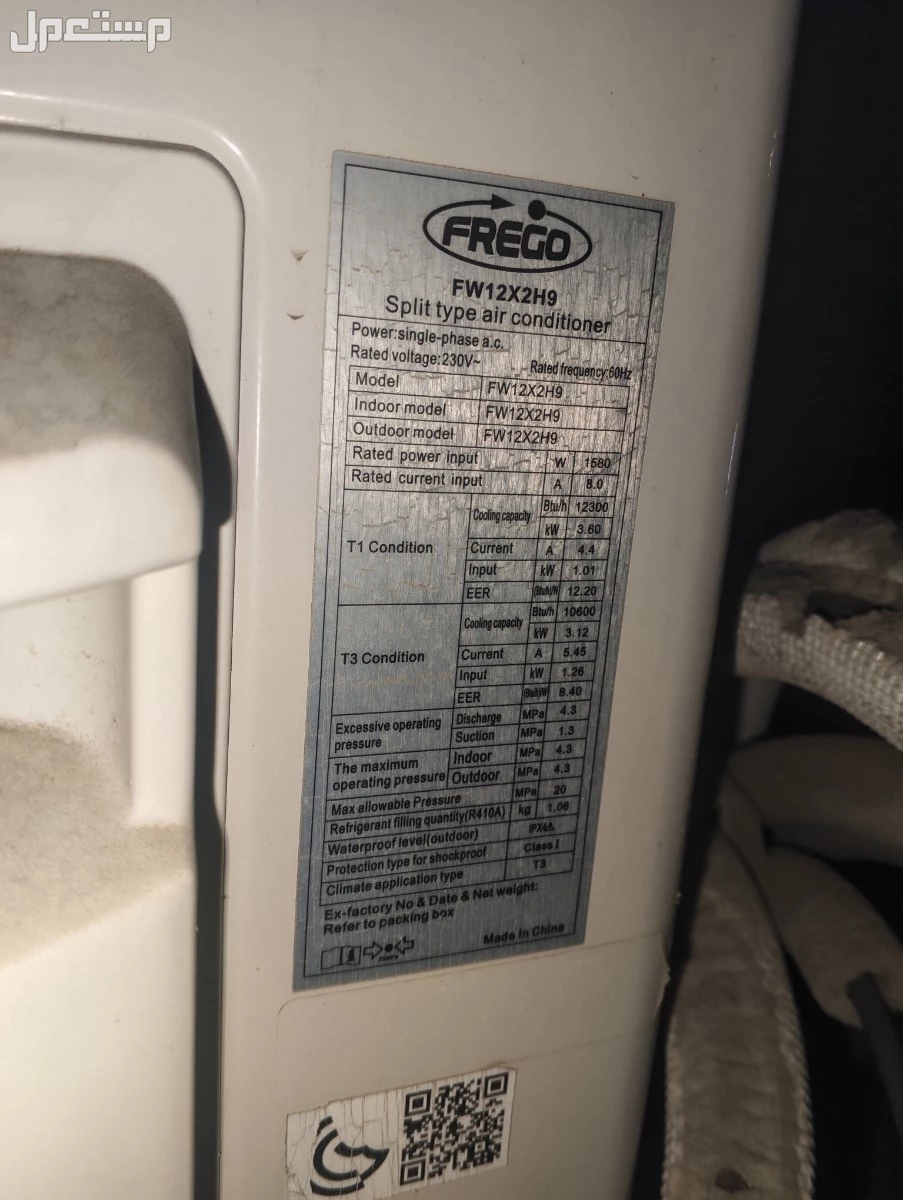 مستعمل
FREGO
FW12X2H9
Split type air conditioner
Power:single-phase a.c.
Rated voltage:230V~ Rated frequency:60Hz
Model FW12X2H9
Indoor model FW12X2H9
Outdoor model FW12X2H9
Rated power input W 1580
Rated current input A 8.0
T1 Condition Cooling capacity Btu/h 12300
kW 3.60
Current A 4.4
Input kW 1.01
EER (Btu/h)/W 12.20
T3 Condition Cooling capacity Btu/h 10600
kW 3.12
Current A 5.45
Input kW 1.26
EER (Btu/h)/W 8.40
Excessive operating pressure Discharge MPa 4.3
Suction MPa 1.3
The maximum operating pressure Indoor MPa 4.3
Outdoor MPa 4.3
Max allowable Pressure MPa 20
Refrigerant filling quantity(R410A) kg 1.06
Waterproof level(outdoor)
Protection type for shockproof Class I
Climate application type T3
Ex-factory No & Date & Net weight:
Refer to packing box
Made In China